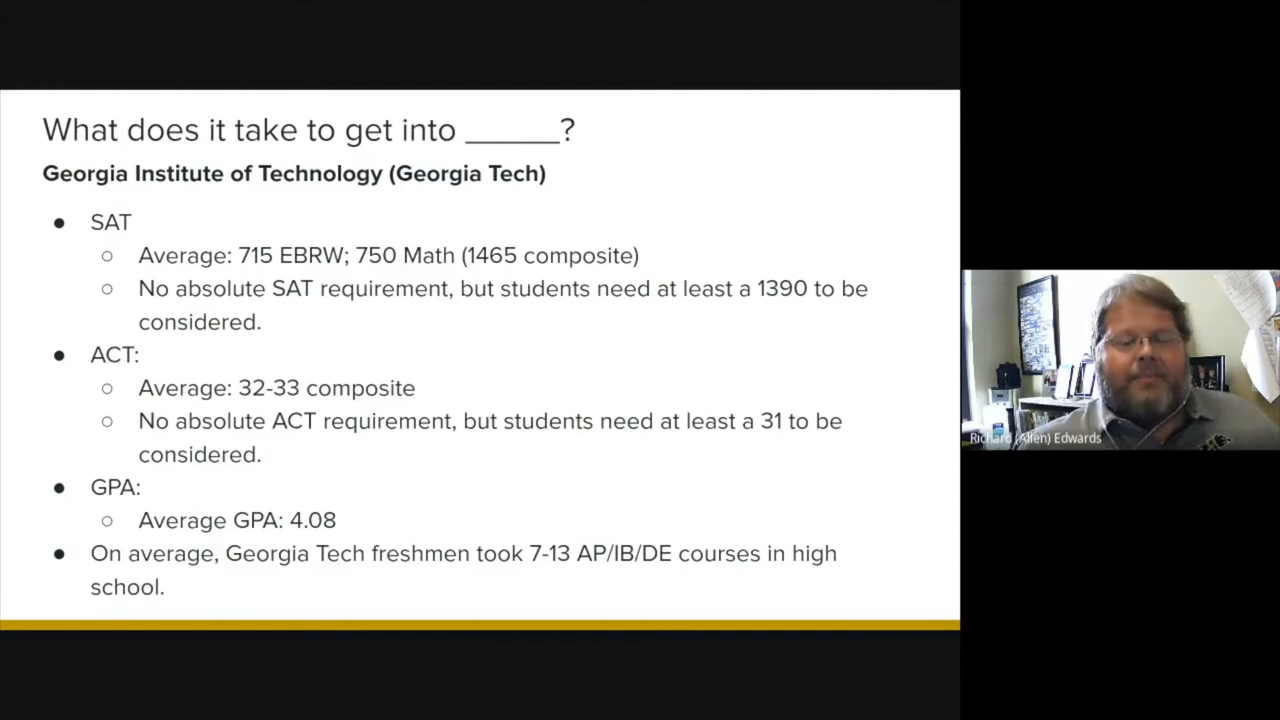 What does it take to get into ______?
Georgia Institute of Technology (Georgia Tech)
● SAT
○ Average: 715 EBRW; 750 Math (1465 composite)
○ No absolute SAT requirement, but students need at least a 1390 to be
considered.
● ACT:
○ Average: 32-33 composite
○ No absolute ACT requirement, but students need at least a 31 to be
considered.
● GPA:
○ Average GPA: 4.08
● On average, Georgia Tech freshmen took 7-13 AP/IB/DE courses in high
school.
Richard (Allen) Edwards